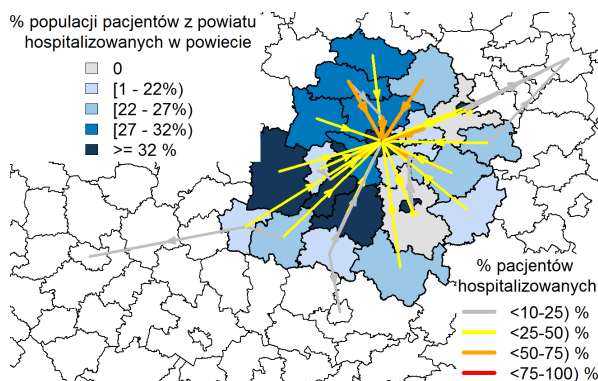 % populacji pacjentów z powiatu
hospitalizowanych w powiecie
0
[1 - 22%)
[22 - 27%)
[27 - 32%)
>= 32 %
% pacjentów
hospitalizowanych
<10-25) %
<25-50) %
<50-75) %
<75-100) %